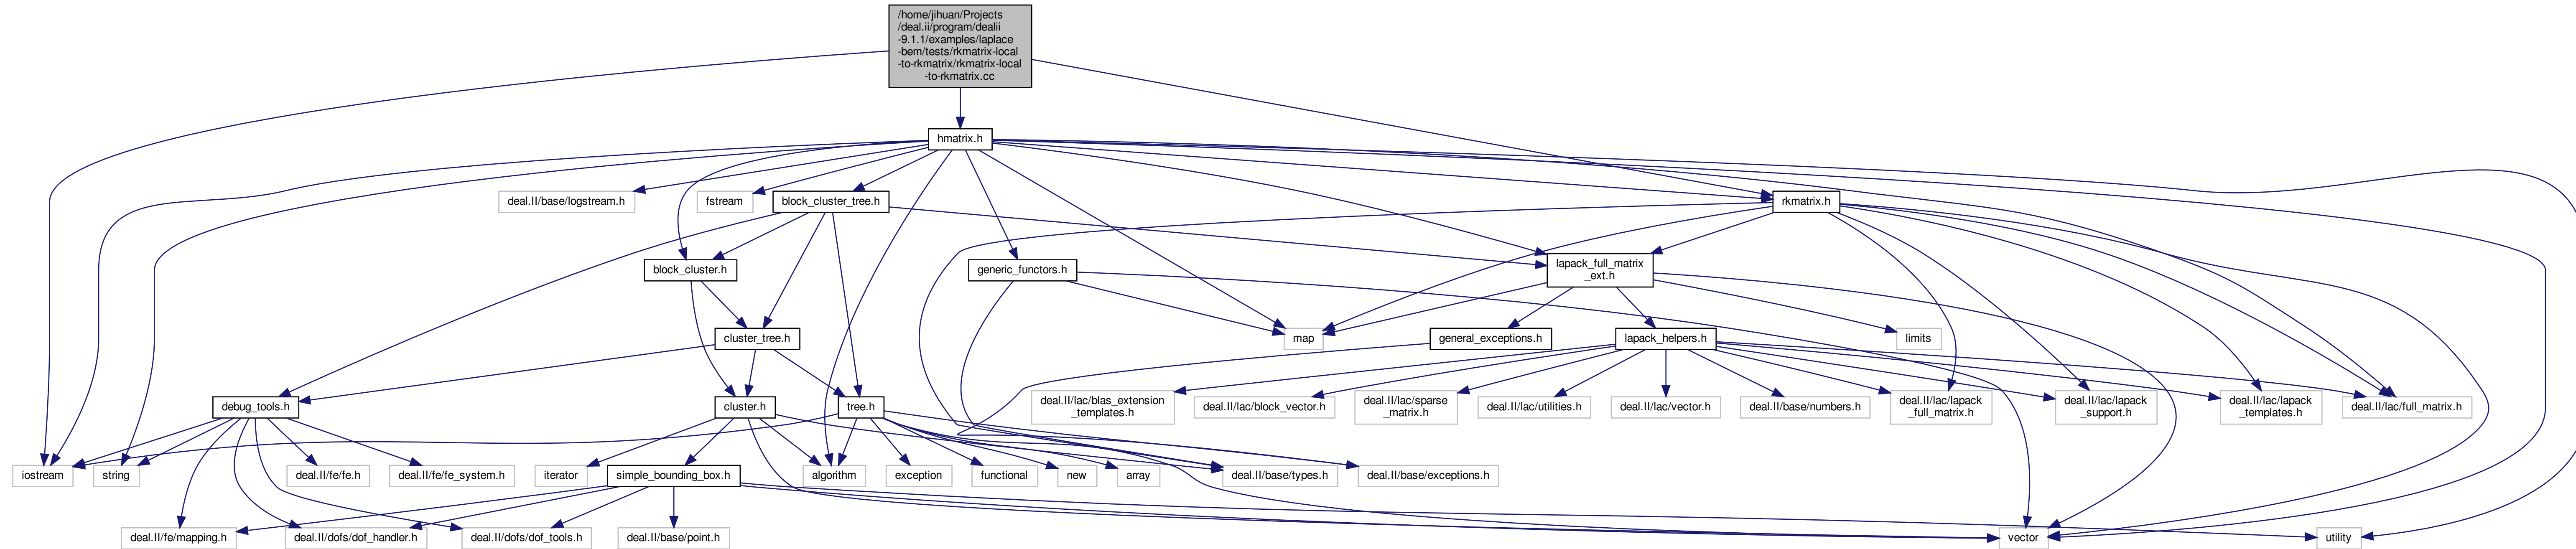 /home/jihuan/Projects
/deal.ii/program/dealii
-9.1.1/examples/laplace
-bem/tests/rkmatrix-local
-to-rkmatrix/rkmatrix-local
-to-rkmatrix.cc
hmatrix.h
deal.II/base/logstream.h
fstream
block_cluster_tree.h
rkmatrix.h
block_cluster.h
generic_functors.h
lapack_full_matrix
_ext.h
cluster_tree.h
map
general_exceptions.h
lapack_helpers.h
limits
debug_tools.h
cluster.h
tree.h
deal.II/lac/blas_extension
_templates.h
deal.II/lac/block_vector.h
deal.II/lac/sparse
_matrix.h
deal.II/lac/utilities.h
deal.II/lac/vector.h
deal.II/base/numbers.h
deal.II/lac/lapack
_full_matrix.h
deal.II/lac/lapack
_support.h
deal.II/lac/lapack
_templates.h
deal.II/lac/full_matrix.h
iostream
string
deal.II/fe/fe.h
deal.II/fe/fe_system.h
iterator
simple_bounding_box.h
algorithm
exception
functional
new
array
deal.II/base/types.h
deal.II/base/exceptions.h
deal.II/fe/mapping.h
deal.II/dofs/dof_handler.h
deal.II/dofs/dof_tools.h
deal.II/base/point.h
vector
utility